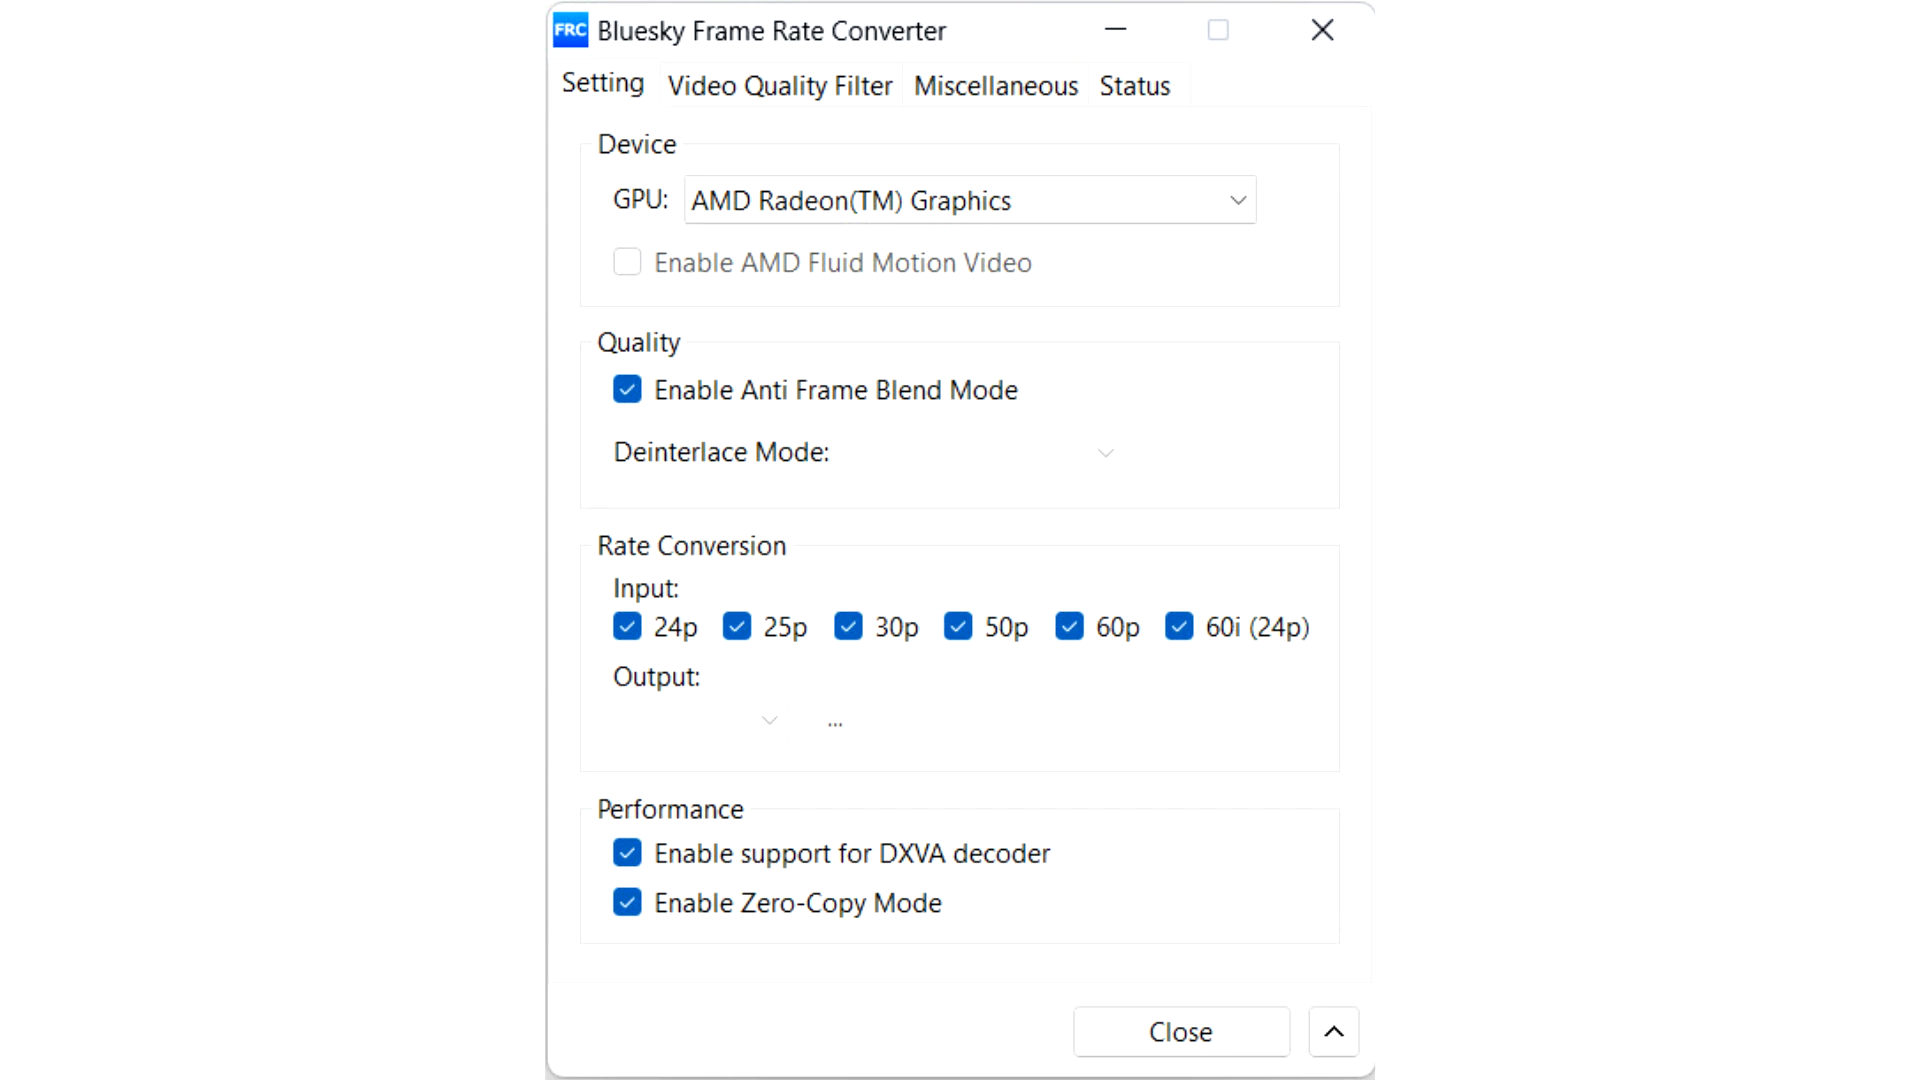 FRC Bluesky Frame Rate Converter
Setting Video Quality Filter Miscellaneous Status
Device
GPU: AMD Radeon(TM) Graphics
Enable AMD Fluid Motion Video
Quality
Enable Anti Frame Blend Mode
Deinterlace Mode:
Rate Conversion
Input:
24p 25p 30p 50p 60p 60i (24p)
Output:
...
Performance
Enable support for DXVA decoder
Enable Zero-Copy Mode
Close